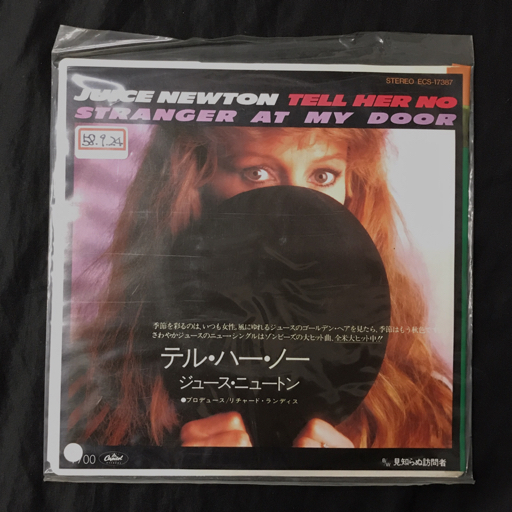 STEREO ECS-17367
JUICE NEWTON TELL HER NO
STRANGER AT MY DOOR
58.9.24
季節を彩るのは、いつも女性。風にゆれるジュースのゴールデン・ヘアを見たら、季節はもう秋
さわやかジュースのニューシングルはゾンビーズの大ヒット曲。全米大ヒット中!!
テル・ハー・ノー
ジュース・ニュートン
●プロデュース/リチャード・ランディス
700 Capitol
見知らぬ訪問者